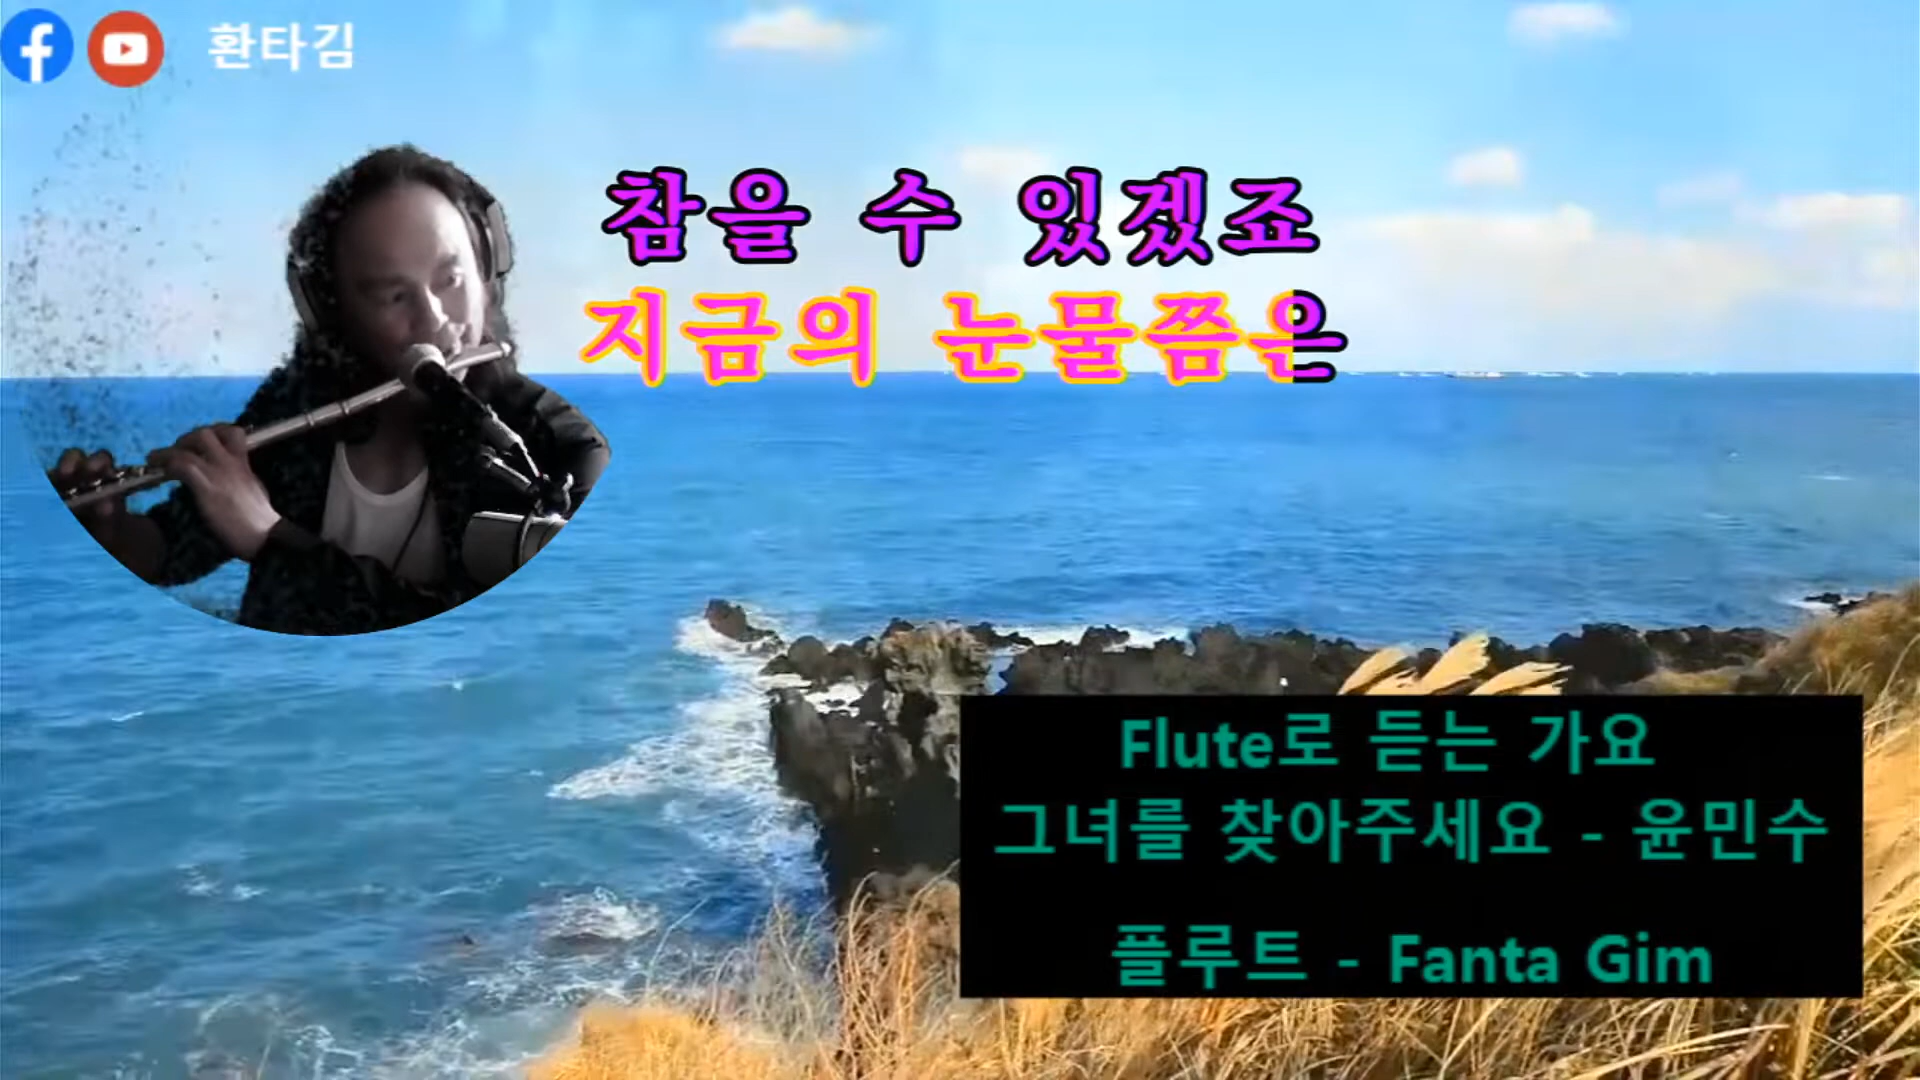 환타김
참을 수 있겠죠
지금의 눈물쯤은
Flute로 듣는 가요
그녀를 찾아주세요 - 윤민수
플루트 - Fanta Gim